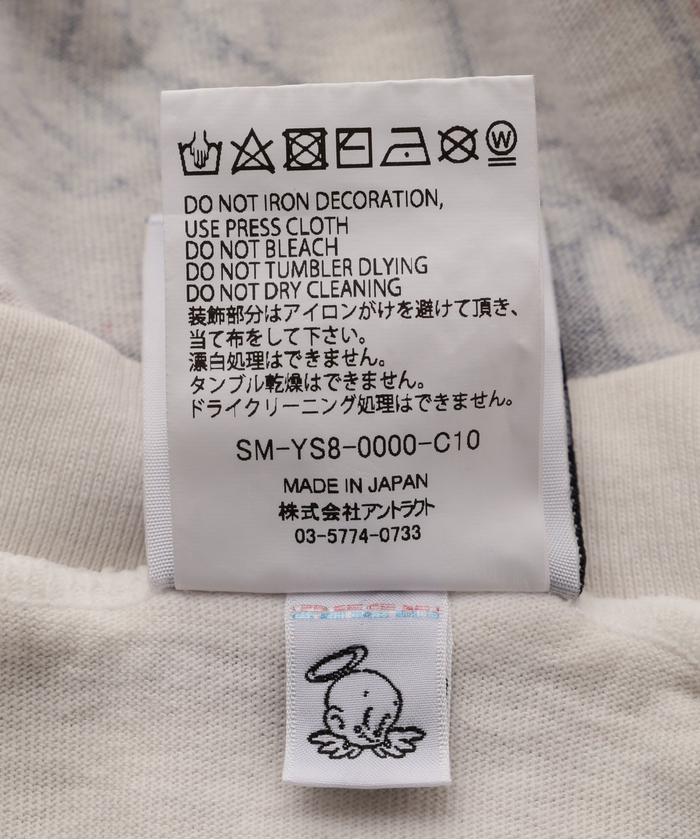 W
DO NOT IRON DECORATION,
USE PRESS CLOTH
DO NOT BLEACH
DO NOT TUMBLER DLYING
DO NOT DRY CLEANING
装飾部分はアイロンがけを避けて頂き、
当て布をして下さい。
漂白処理はできません。
タンブル乾燥はできません。
ドライクリーニング処理はできません。
SM-YS8-0000-C10
MADE IN JAPAN
株式会社アントラクト
03-5774-0733